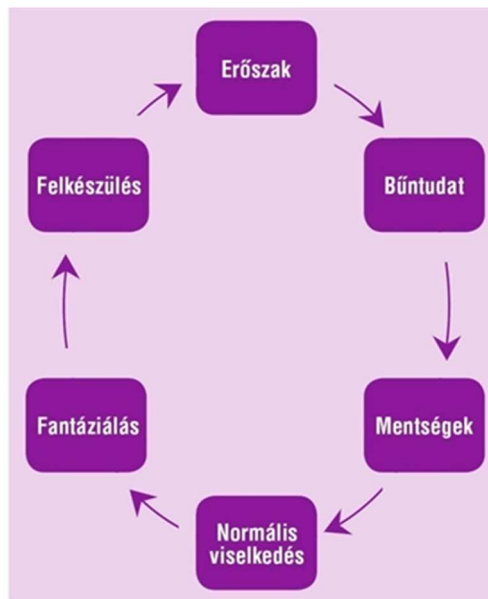 Erőszak
Bűntudat
Mentségek
Normális
viselkedés
Fantáziálás
Felkészülés